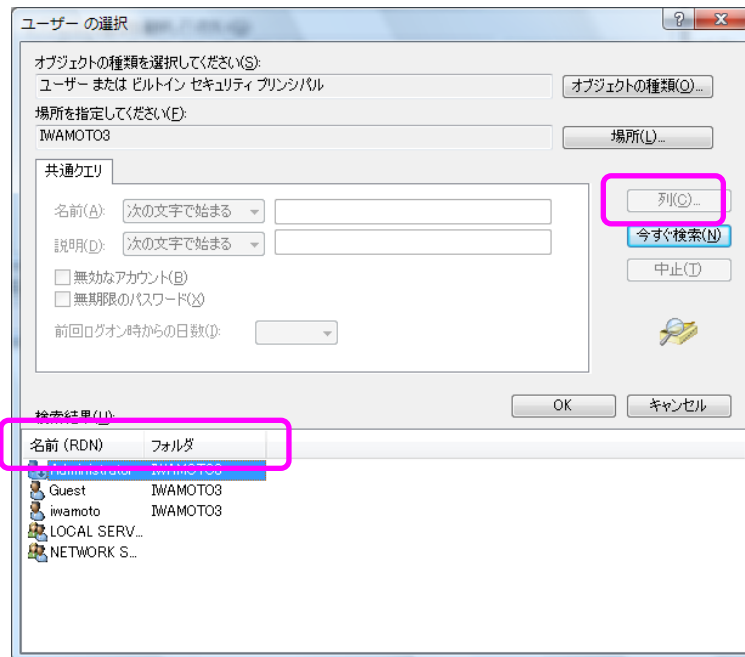 ユーザー の選択
オブジェクトの種類を選択してください(S):
ユーザー または ビルトイン セキュリティ プリンシパル
オブジェクトの種類(O)...
場所を指定してください(F):
IWAMOTO3
場所(L)...
共通クエリ
名前(A):
次の文字で始まる
説明(D):
次の文字で始まる
無効なアカウント(B)
無期限のパスワード(X)
前回ログオン時からの日数(I):
列(C)...
今すぐ検索(N)
中止(T)
OK
キャンセル
検索結果(U):
名前 (RDN) フォルダ
Administrator IWAMOTO3
Guest IWAMOTO3
iwamoto IWAMOTO3
LOCAL SERV...
NETWORK S...